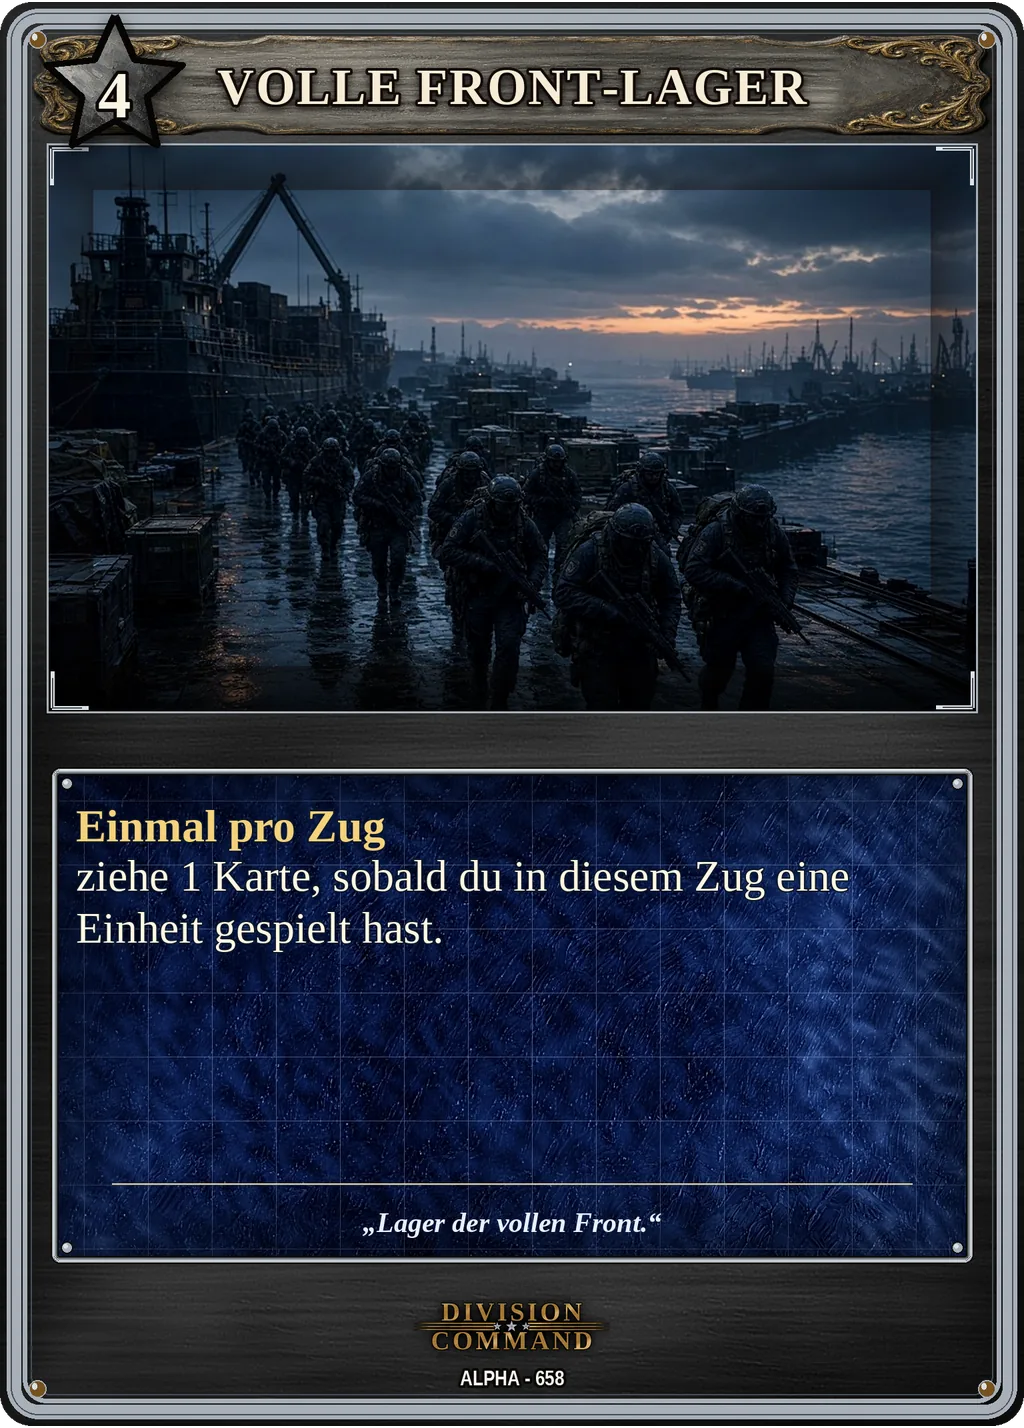 4
VOLLE FRONT-LAGER
Einmal pro Zug
ziehe 1 Karte, sobald du in diesem Zug eine
Einheit gespielt hast.
„Lager der vollen Front.“
DIVISION
COMMAND
ALPHA - 658